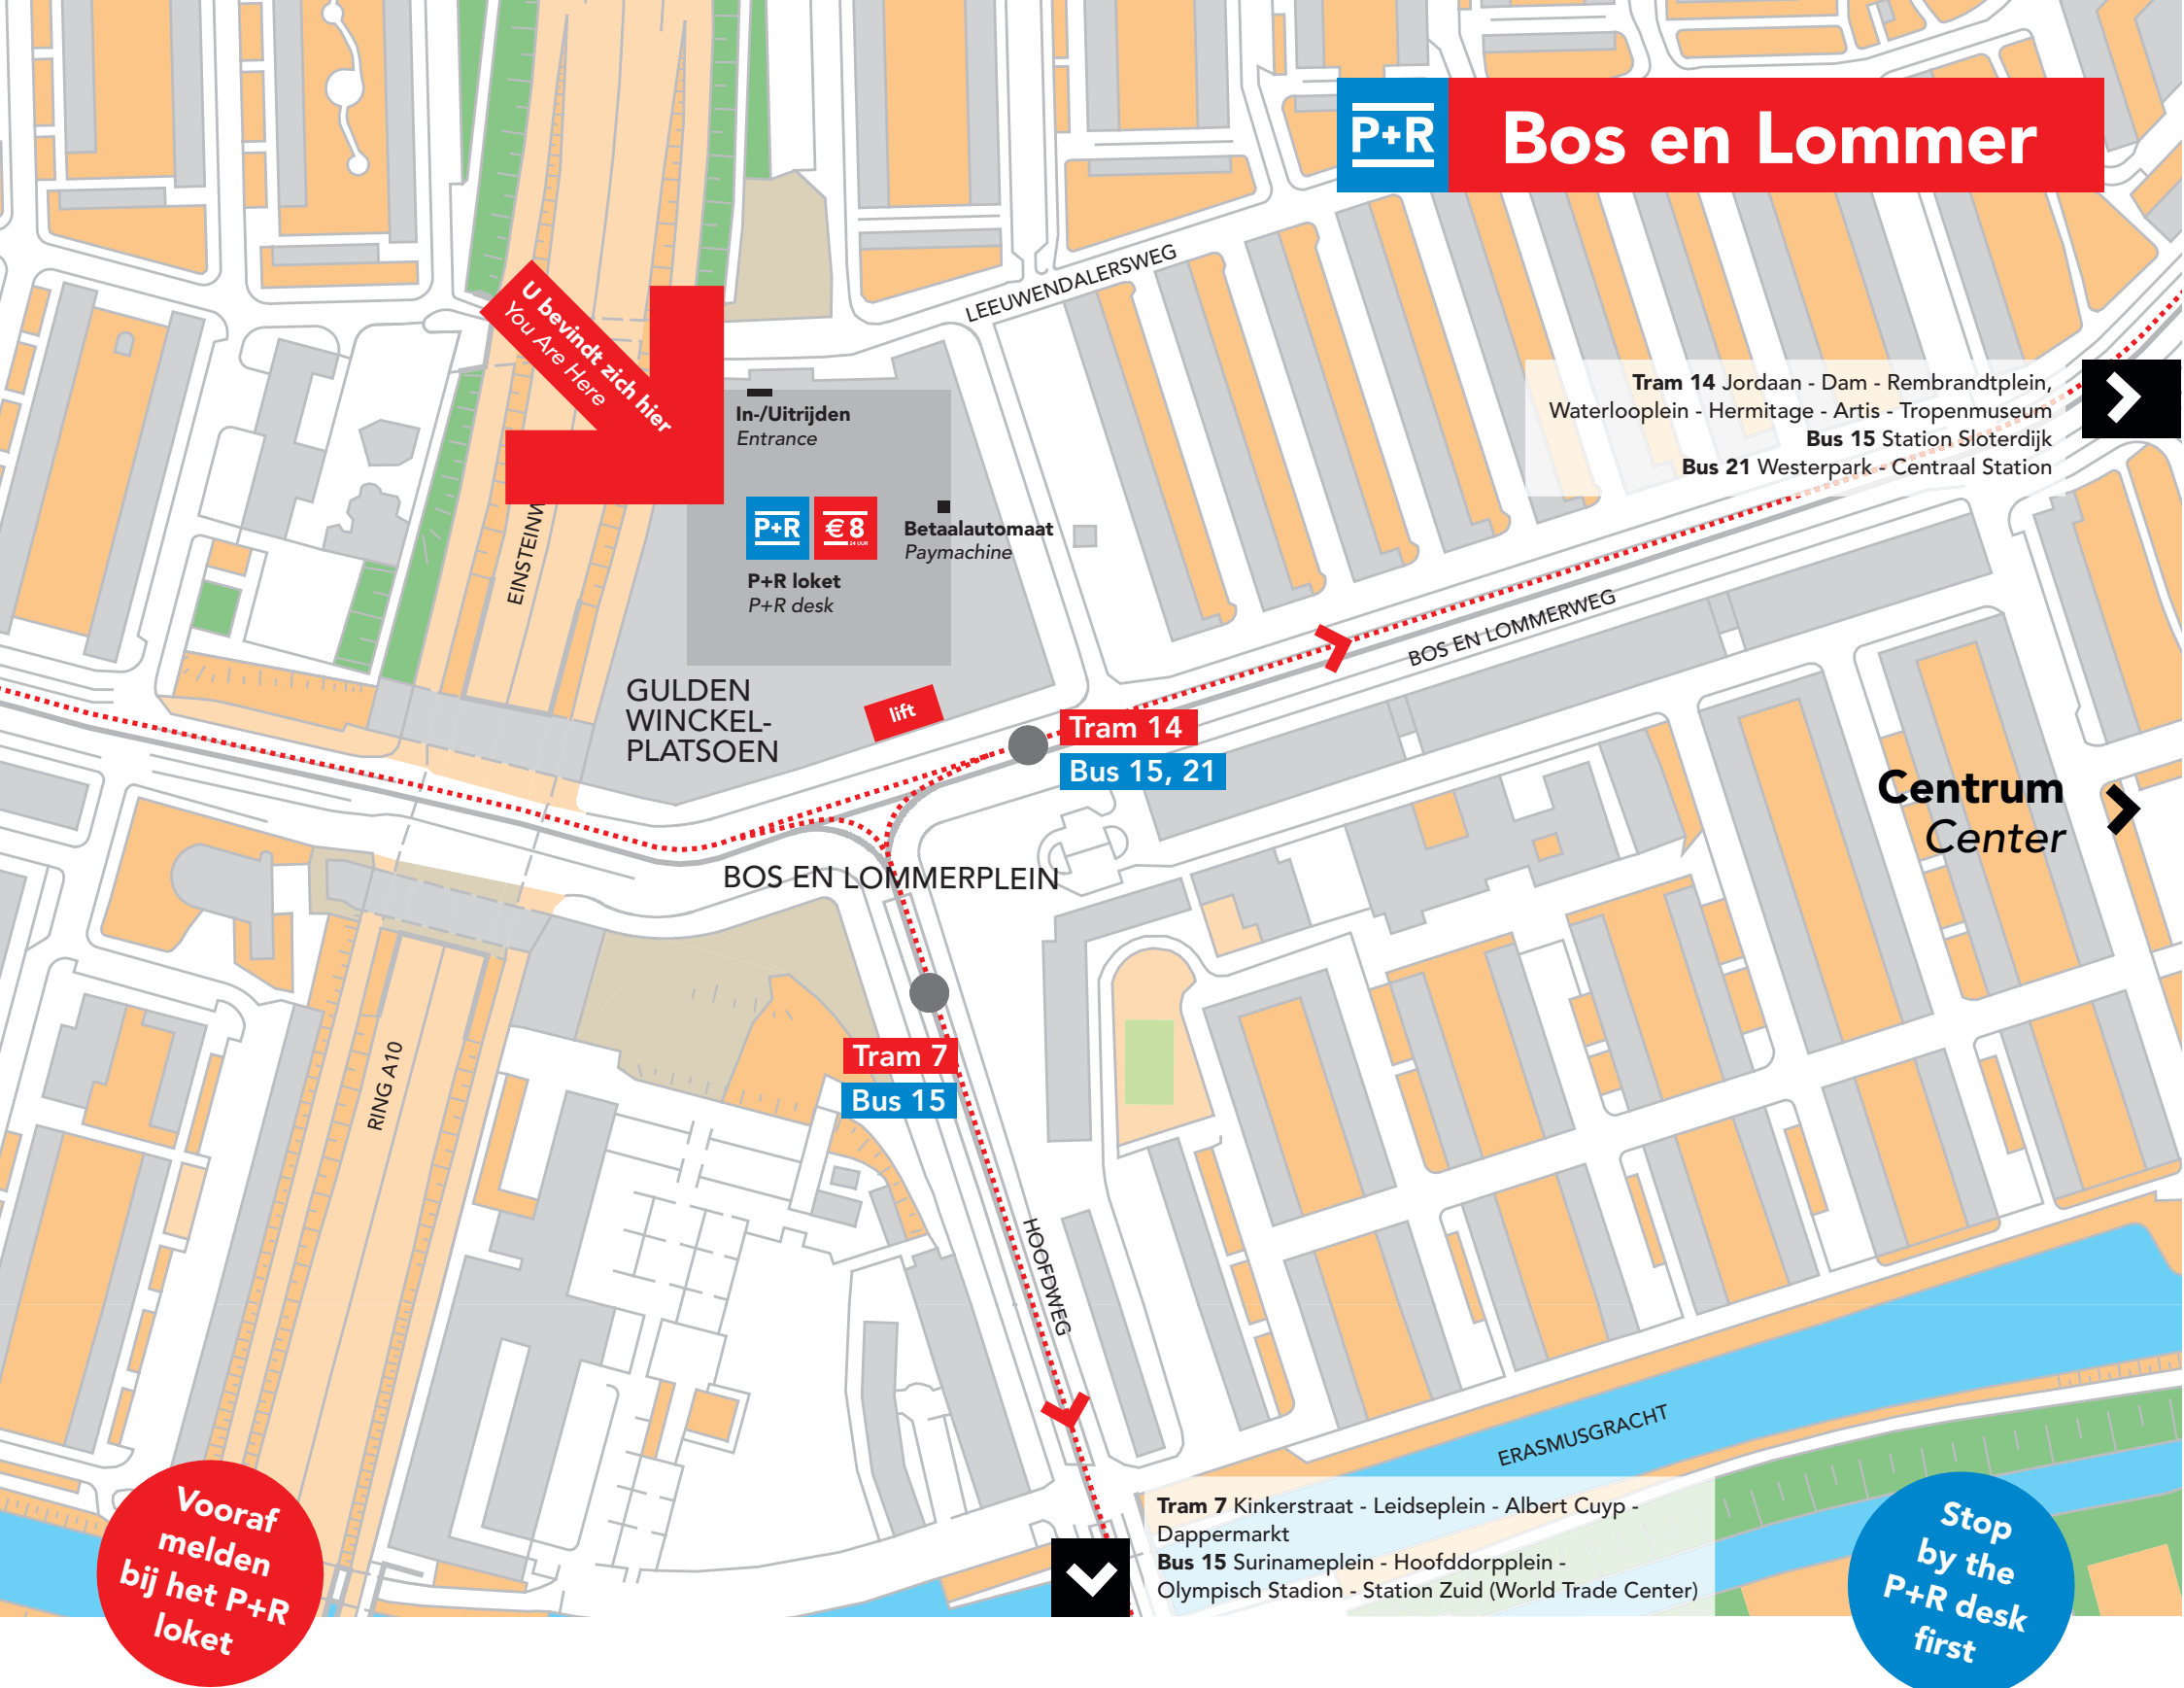 P+R
Bos en Lommer
LEEUWENDALERSWEG
U bevindt zich hier
You Are Here
Tram 14 Jordaan - Dam - Rembrandtplein,
Waterlooplein - Hermitage - Artis - Tropenmuseum
Bus 15 Station Sloterdijk
Bus 21 Westerpark - Centraal Station
In-/Uitrijden
Entrance
EINSTEINW
P+R
€8
24 UUR
Betaalautomaat
Paymachine
P+R loket
P+R desk
BOS EN LOMMERWEG
GULDEN
WINCKEL-
PLATSOEN
lift
Tram 14
Bus 15, 21
Centrum
Center
BOS EN LOMMERPLEIN
RING A10
Tram 7
Bus 15
HOOFDWEG
ERASMUSGRACHT
Vooraf
melden
bij het P+R
loket
Tram 7 Kinkerstraat - Leidseplein - Albert Cuyp -
Dappermarkt
Bus 15 Surinameplein - Hoofddorpplein -
Olympisch Stadion - Station Zuid (World Trade Center)
Stop
by the
P+R desk
first